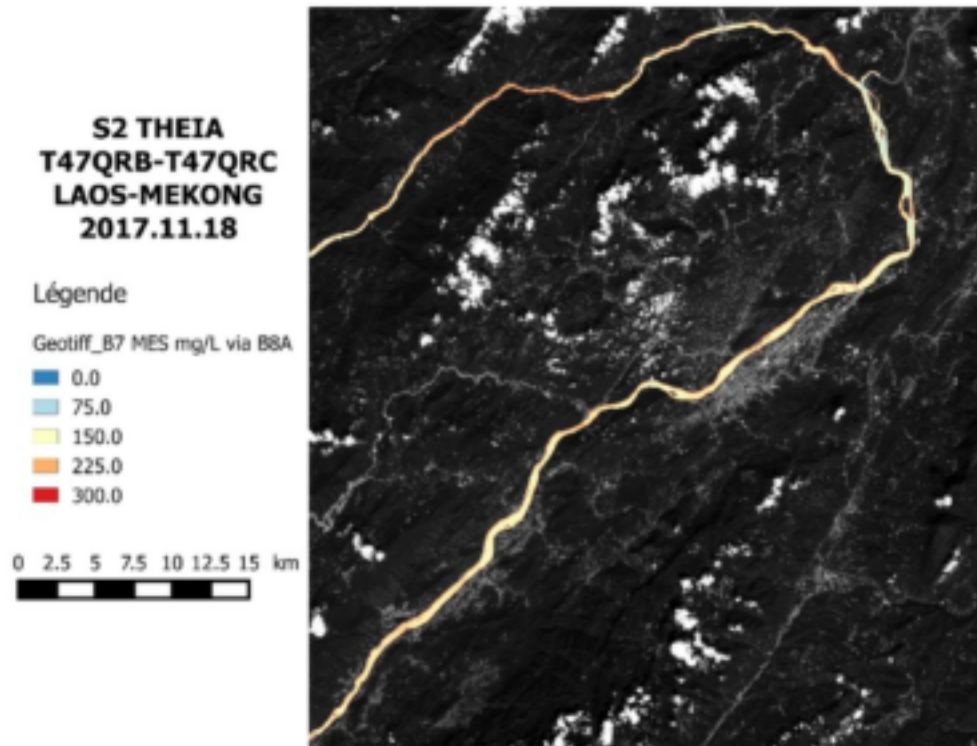 S2 THEIA
T47QRB-T47QRC
LAOS-MEKONG
2017.11.18
Légende
Geotiff_B7 MES mg/L via B8A
0.0
75.0
150.0
225.0
300.0
0 2.5 5 7.5 10 12.5 15 km